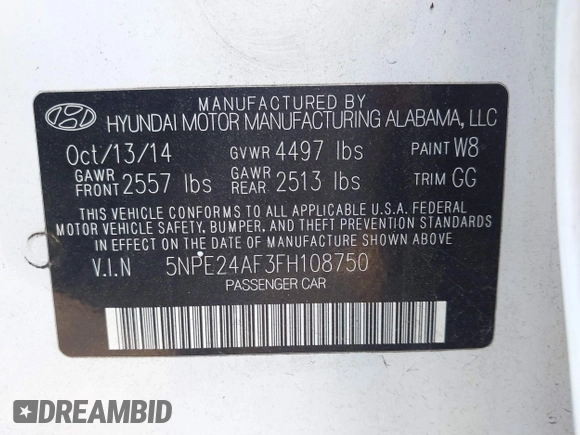 MANUFACTURED BY
HYUNDAI MOTOR MANUFACTURING ALABAMA, LLC
Oct/13/14 GVWR 4497 lbs PAINT W8
GAWR FRONT 2557 lbs GAWR REAR 2513 lbs TRIM GG
THIS VEHICLE CONFORMS TO ALL APPLICABLE U.S.A. FEDERAL
MOTOR VEHICLE SAFETY, BUMPER, AND THEFT PREVENTION STANDARDS
IN EFFECT ON THE DATE OF MANUFACTURE SHOWN ABOVE.
V.I.N 5NPE24AF3FH108750
PASSENGER CAR
DREAMBID